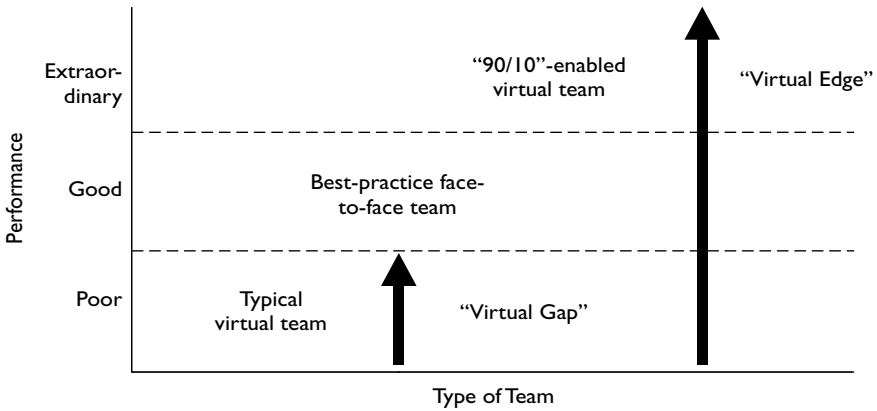 Performance
Extraor-
dinary
“90/10”-enabled
virtual team
“Virtual Edge”
Good
Best-practice face-
to-face team
Poor
Typical
virtual team
“Virtual Gap”
Type of Team